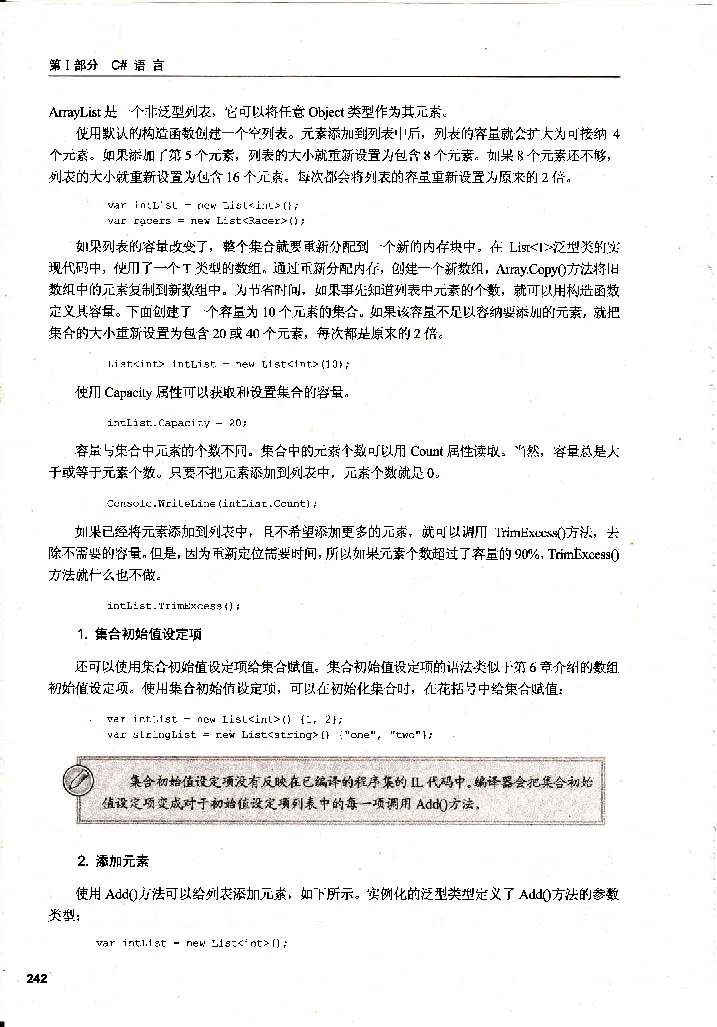 第 I 部分 C# 语 言
ArrayList 是一个非泛型列表，它可以将任意 Object 类型作为其元素。
使用默认的构造函数创建一个空列表。元素添加到列表中后，列表的容量就会扩大为可接纳 4
个元素。如果添加了第 5 个元素，列表的大小就重新设置为包含 8 个元素。如果 8 个元素还不够，
列表的大小就重新设置为包含 16 个元素。每次都会将列表的容量重新设置为原来的 2 倍。
var intList = new List<int>();
var racers = new List<Racer>();
如果列表的容量改变了，整个集合就要重新分配到一个新的内存块中。在 List<T>泛型类的实
现代码中，使用了一个 T 类型的数组。通过重新分配内存，创建一个新数组，Array.Copy()方法将旧
数组中的元素复制到新数组中。为节省时间，如果事先知道列表中元素的个数，就可以用构造函数
定义其容量。下面创建了一个容量为 10 个元素的集合。如果该容量不足以容纳要添加的元素，就把
集合的大小重新设置为包含 20 或 40 个元素，每次都是原来的 2 倍。
List<int> intList = new List<int>(10);
使用 Capacity 属性可以获取和设置集合的容量。
intList.Capacity = 20;
容量与集合中元素的个数不同。集合中的元素个数可以用 Count 属性读取。当然，容量总是大
于或等于元素个数。只要不把元素添加到列表中，元素个数就是 0。
Console.WriteLine(intList.Count);
如果已经将元素添加到列表中，且不希望添加更多的元素，就可以调用 TrimExcess()方法，去
除不需要的容量。但是，因为重新定位需要时间，所以如果元素个数超过了容量的 90%，TrimExcess()
方法就什么也不做。
intList.TrimExcess();
1. 集合初始值设定项
还可以使用集合初始值设定项给集合赋值。集合初始值设定项的语法类似于第 6 章介绍的数组
初始值设定项。使用集合初始值设定项，可以在初始化集合时，在花括号中给集合赋值：
var intList = new List<int>() {1, 2};
var stringList = new List<string>() {"one", "two"};
集合初始值设定项没有反映在已编译的程序集的 IL 代码中。编译器会把集合初始
值设定项变成对于初始值设定项列表中的每一项调用 Add()方法。
2. 添加元素
使用 Add()方法可以给列表添加元素，如下所示。实例化的泛型类型定义了 Add()方法的参数
类型：
var intList = new List<int>();
242